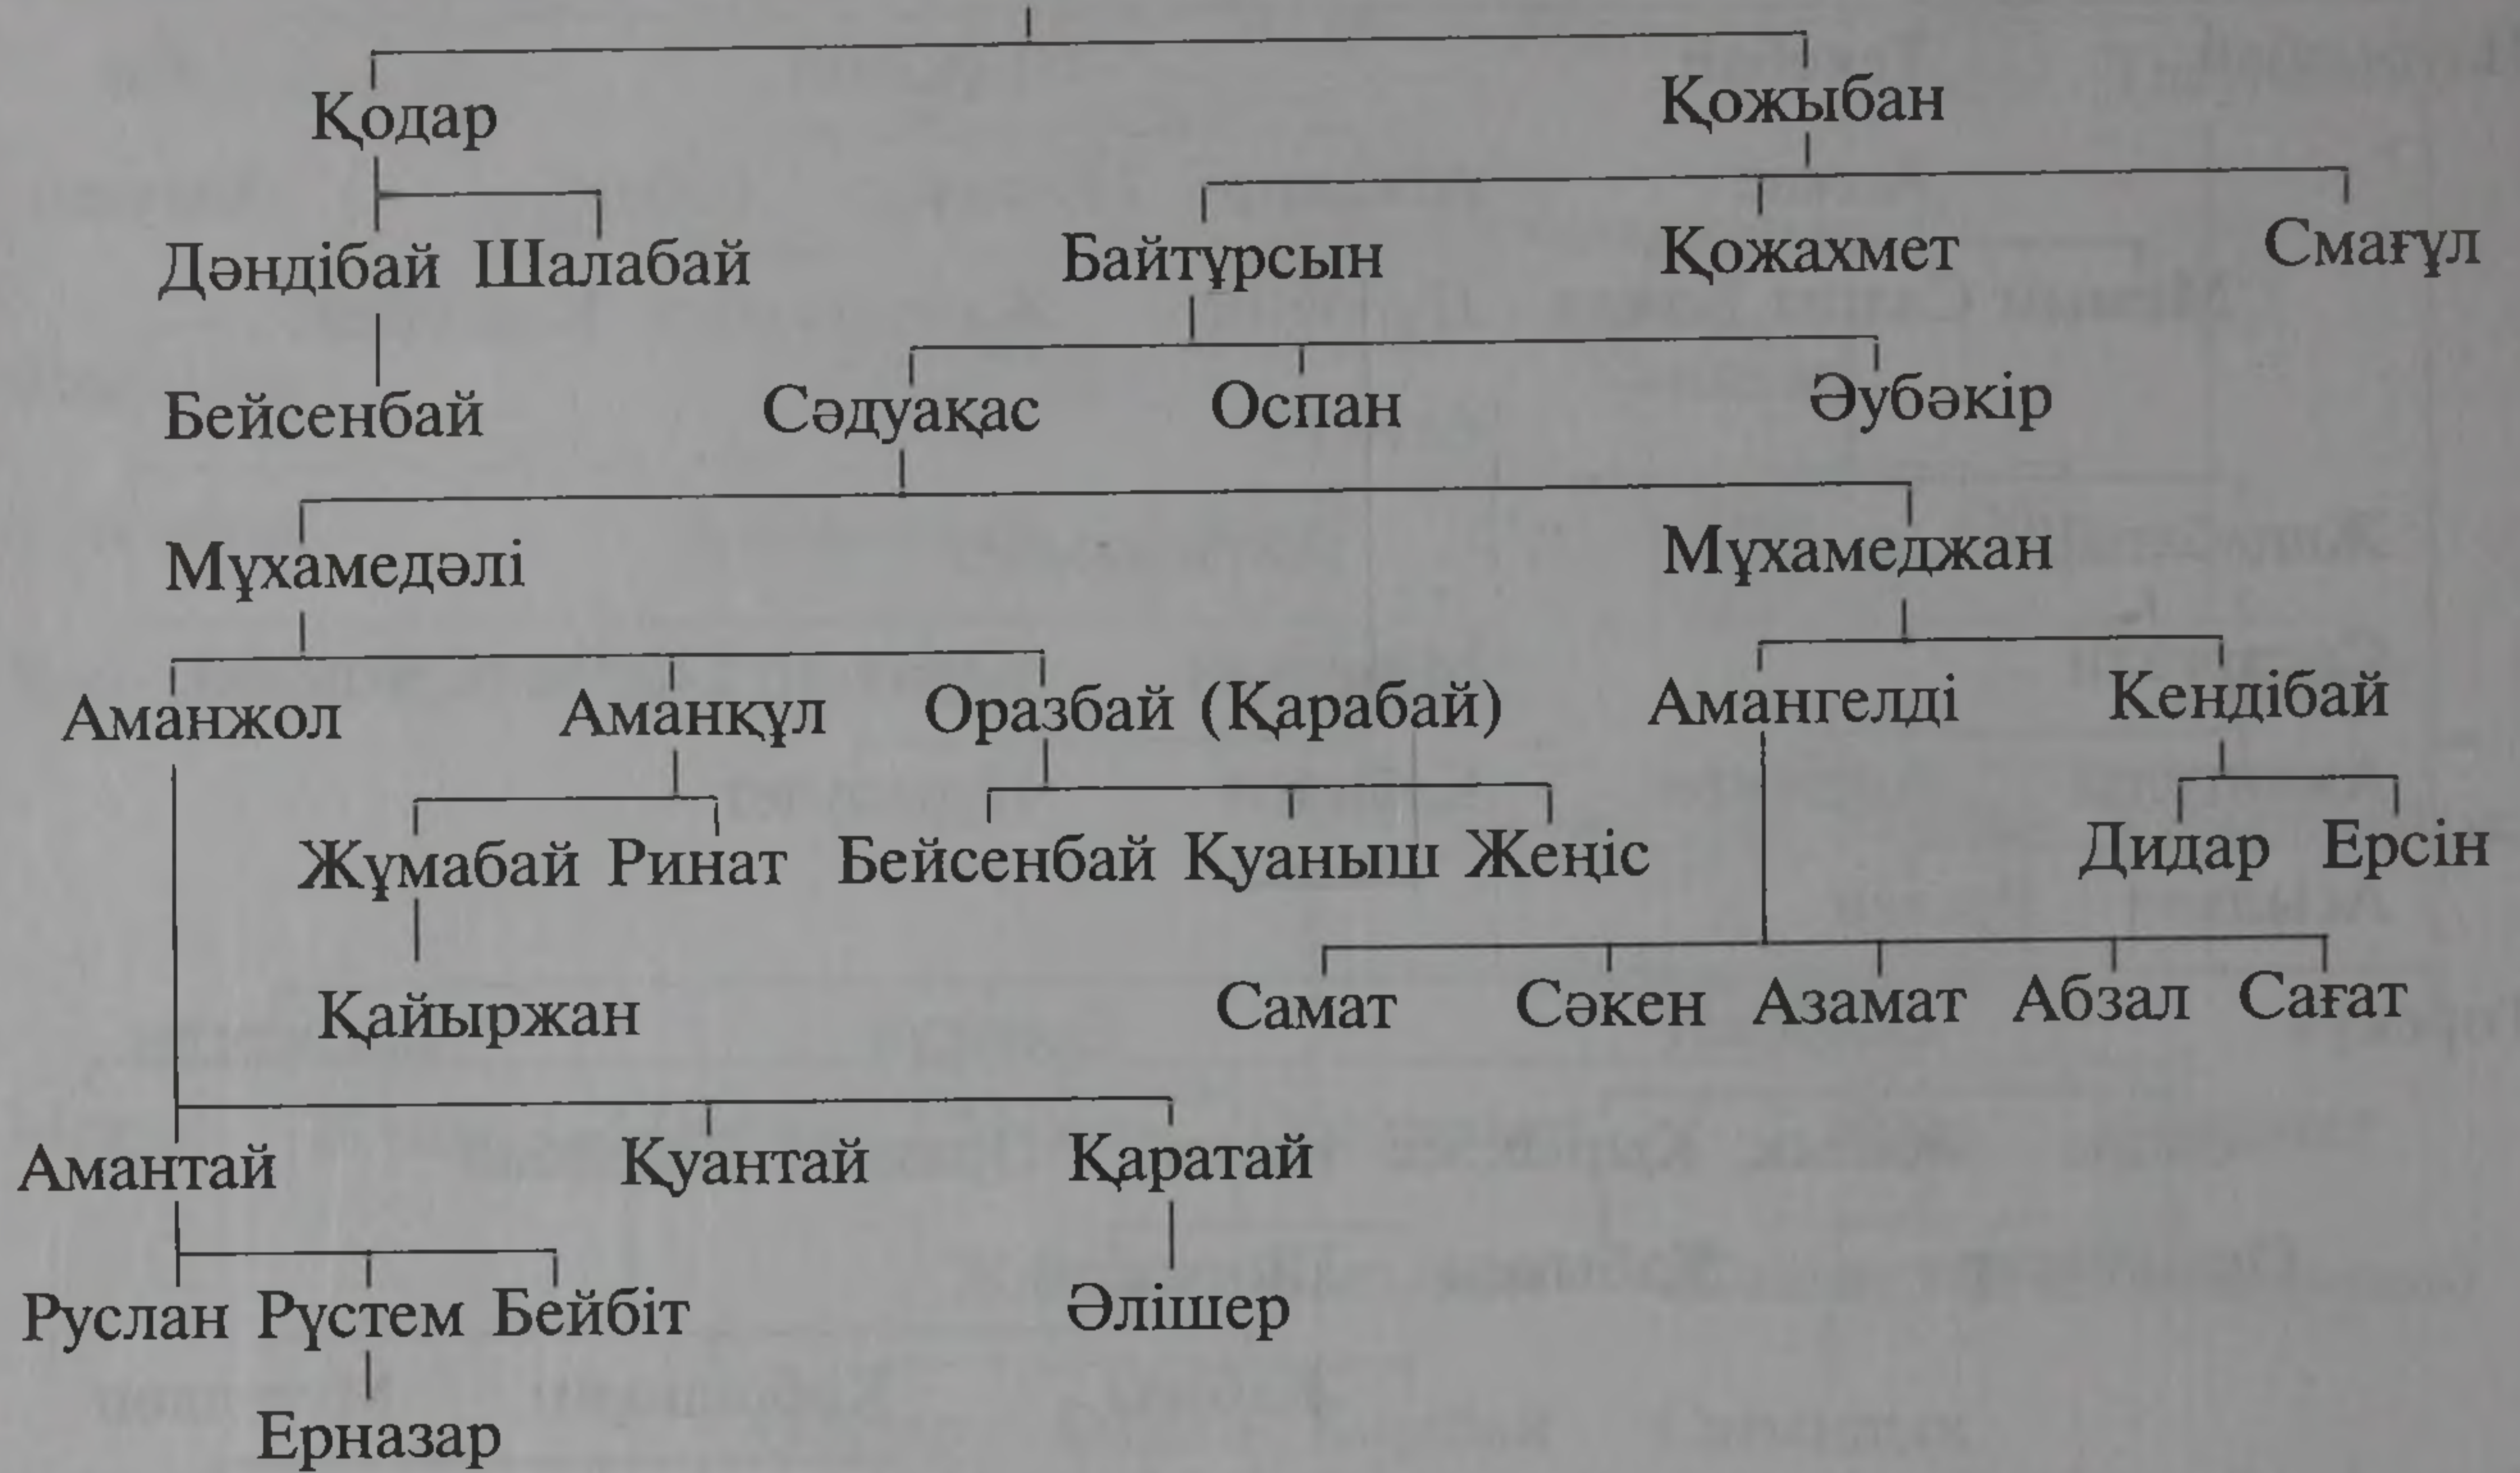 Қодар Қожыбан
Дәндібай Шалабай Байтұрсын Қожахмет Смағұл
Бейсенбай Сәдуақас Оспан Әубәкір
Мұхамедәлі Мұхамеджан
Аманжол Аманқұл Оразбай (Қарабай) Амангелді Кендібай
Жұмабай Ринат Бейсенбай Қуаныш Жеңіс Дидар Ерсін
Қайыржан Самат Сәкен Азамат Абзал Сағат
Амантай Қуантай Қаратай
Руслан Рүстем Бейбіт Әлішер
Ерназар